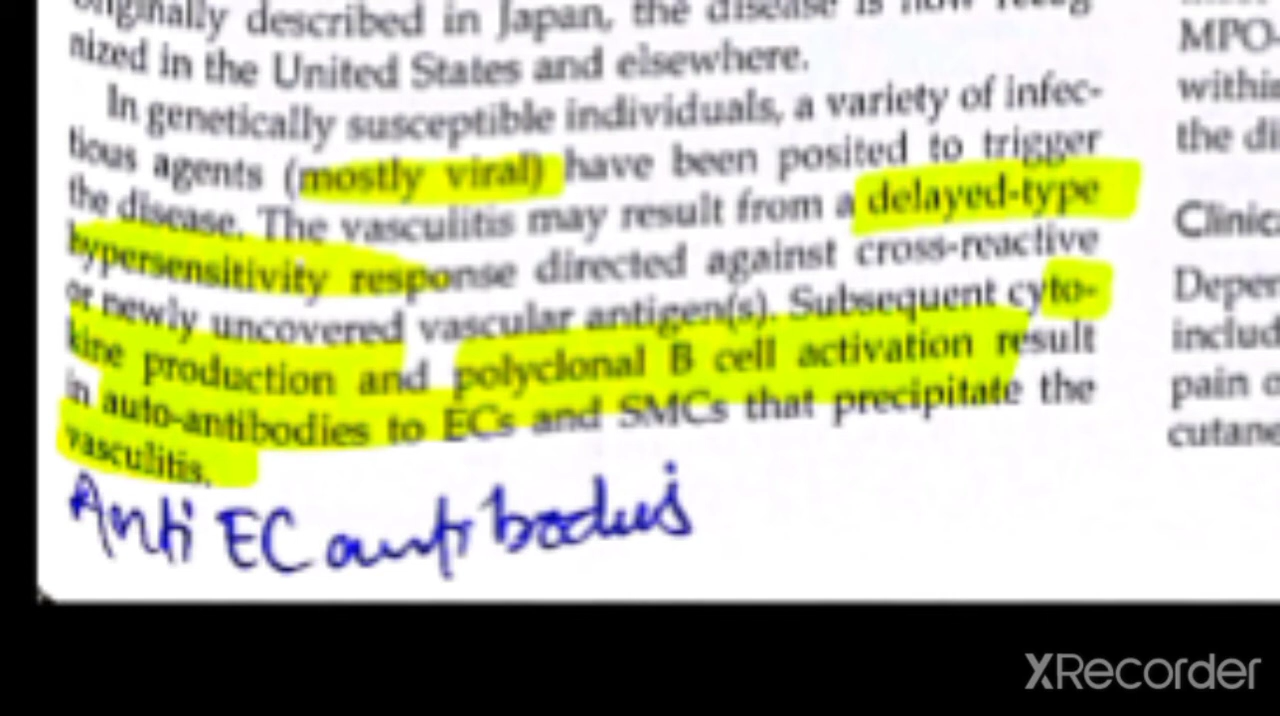 originally described in Japan, the disease is now recog
nized in the United States and elsewhere.
In genetically susceptible individuals, a variety of infec-
tious agents (mostly viral) have been posited to trigger
the disease. The vasculitis may result from a delayed-type
hypersensitivity response directed against cross-reactive
or newly uncovered vascular antigen(s). Subsequent cyto-
kine production and polyclonal B cell activation result
in auto-antibodies to ECs and SMCs that precipitate the
vasculitis.
Anti EC antibodies
MPO-
within
the di
Clinic
Depen
includ
pain o
cutane
XRecorder